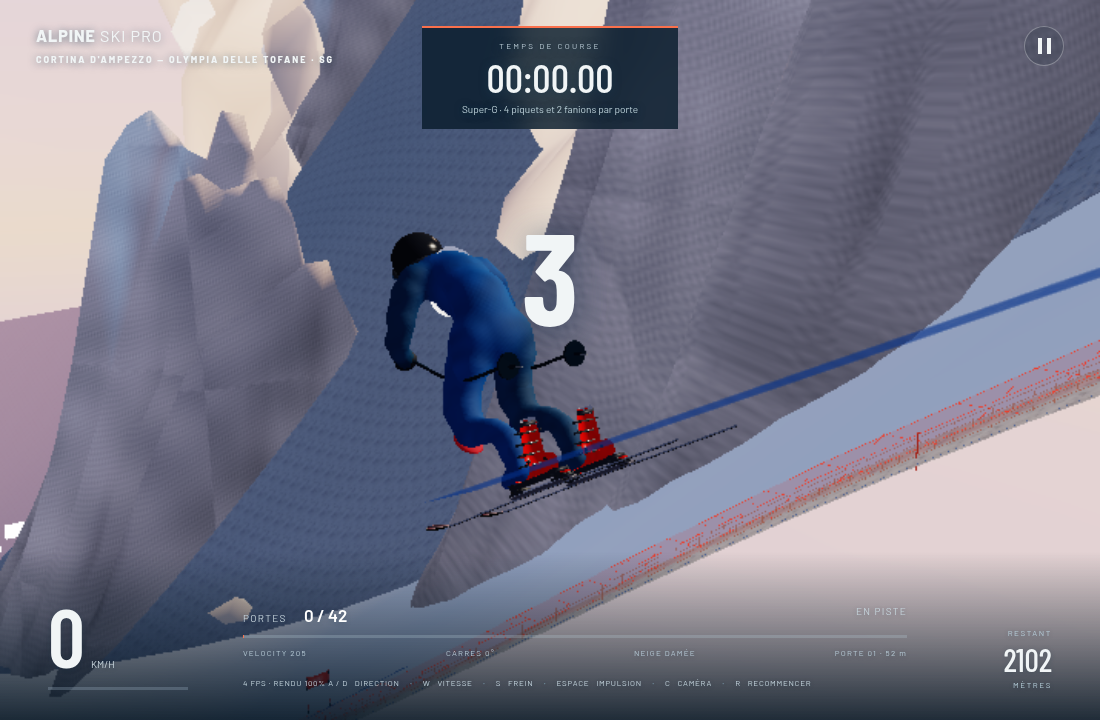 ALPINE SKI PRO
CORTINA D'AMPEZZO — OLYMPIA DELLE TOFANE · SG
TEMPS DE COURSE
00:00.00
Super-G · 4 piquets et 2 fanions par porte
3
0 KM/H
PORTES 0 / 42
EN PISTE
VELOCITY 205 CARRES 0° NEIGE DAMÉE PORTE 01 · 52 m
4 FPS · RENDU 100% A / D DIRECTION · W VITESSE · S FREIN · ESPACE IMPULSION · C CAMÉRA · R RECOMMENCER
RESTANT
2102
MÈTRES